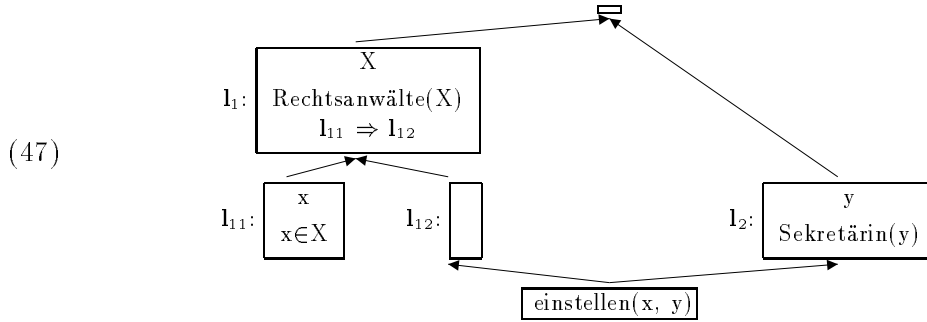 X
l₁: Rechtsanwälte(X)
l₁₁ ⇒ l₁₂
(47)
l₁₁: x
x∈X
l₁₂:
l₂: y
Sekretärin(y)
einstellen(x, y)